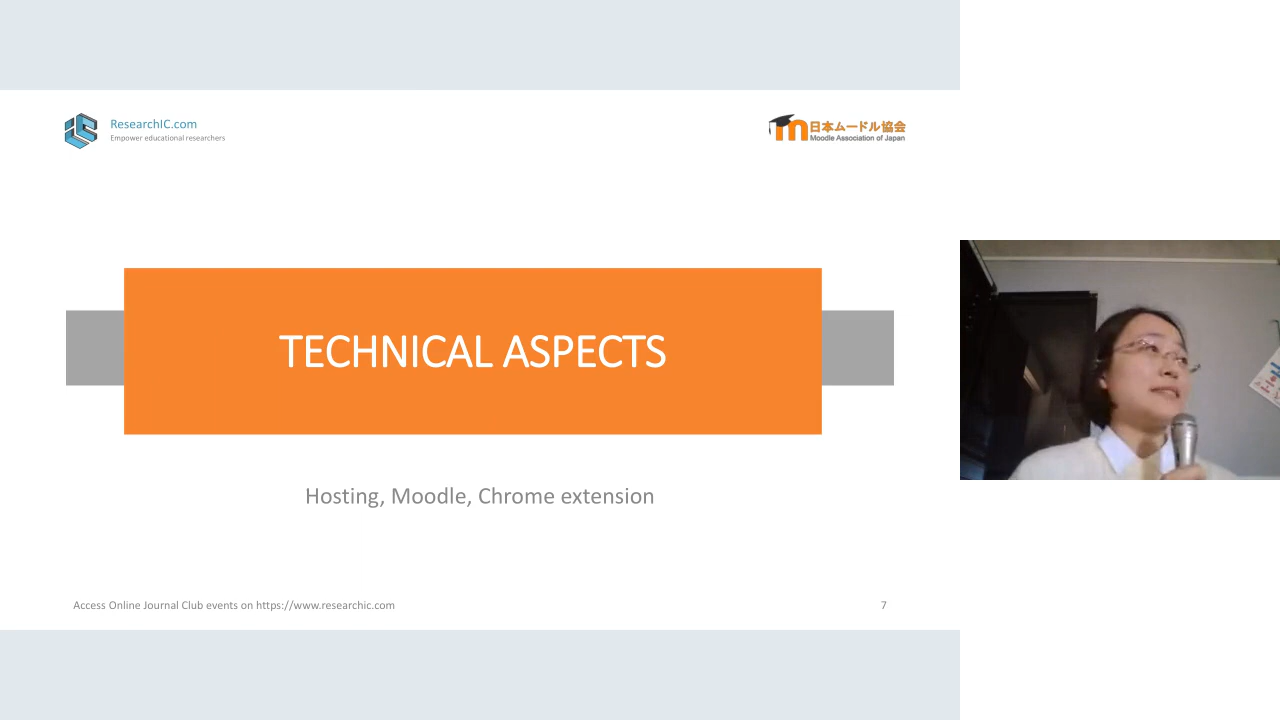 ResearchIC.com
Empower educational researchers
日本ムードル協会
Moodle Association of Japan
TECHNICAL ASPECTS
Hosting, Moodle, Chrome extension
Access Online Journal Club events on https://www.researchic.com
7